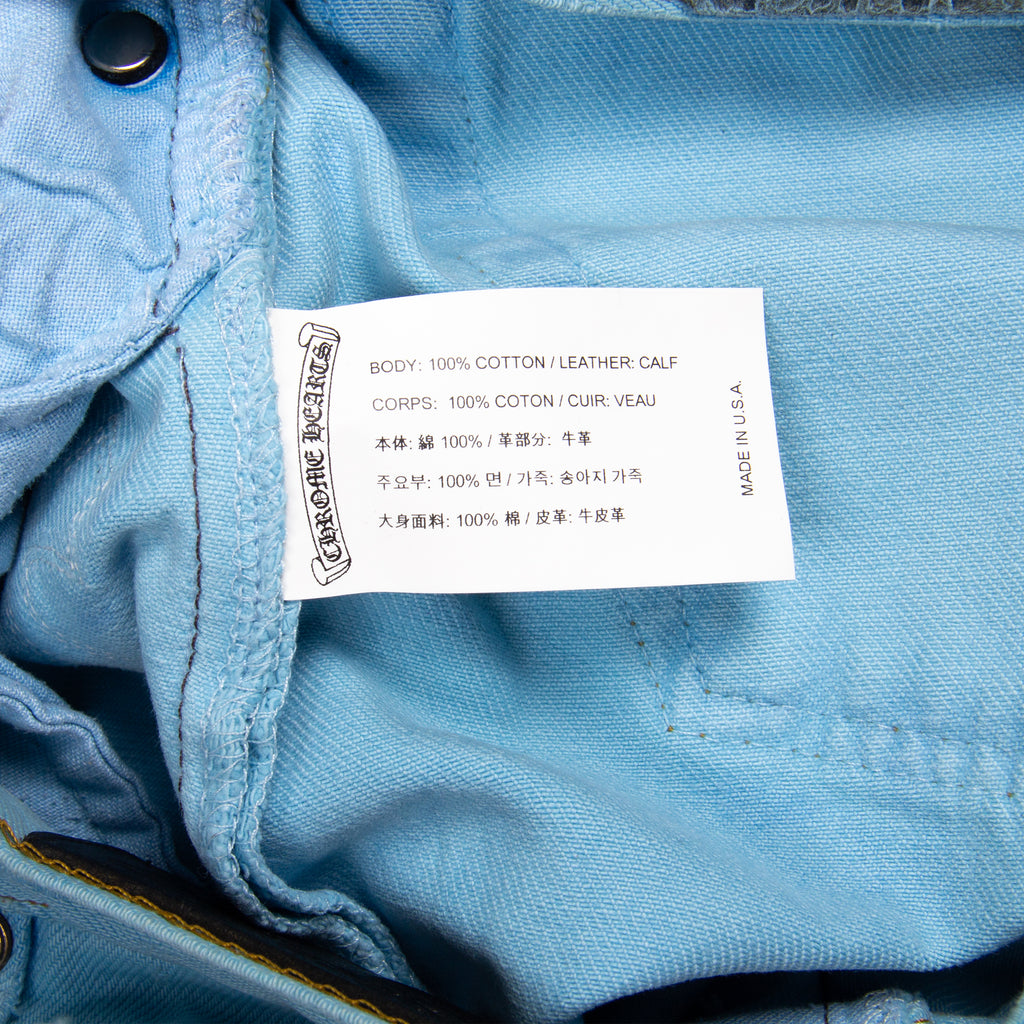 CHROME HEARTS
BODY: 100% COTTON / LEATHER: CALF
CORPS: 100% COTON / CUIR: VEAU
本体: 綿 100% / 革部分: 牛革
주요부: 100% 면 / 가죽: 송아지 가죽
大身面料: 100% 棉 / 皮革: 牛皮革
MADE IN U.S.A.